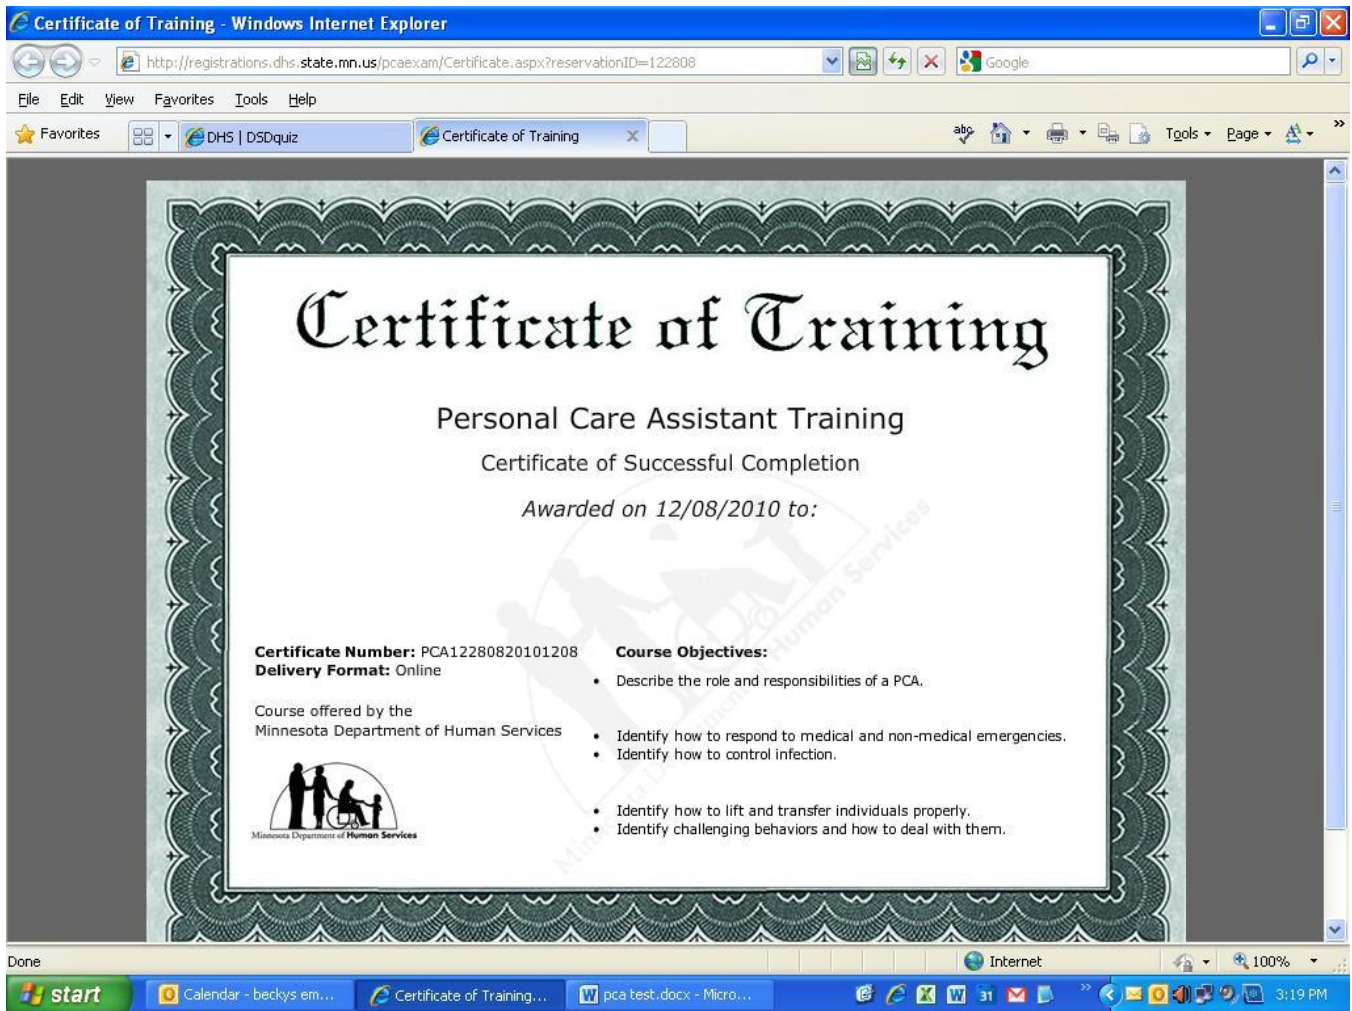 Certificate of Training - Windows Internet Explorer
http://registrations.dhs.state.mn.us/pcaexam/Certificate.aspx?reservationID=122808
Google
File Edit View Favorites Tools Help
Favorites
DHS | DSDquiz
Certificate of Training
Tools
Page
Certificate of Training
Personal Care Assistant Training
Certificate of Successful Completion
Awarded on 12/08/2010 to:
Certificate Number: PCA12280820101208
Delivery Format: Online
Course offered by the
Minnesota Department of Human Services
Minnesota Department of Human Services
Course Objectives:
• Describe the role and responsibilities of a PCA.
• Identify how to respond to medical and non-medical emergencies.
• Identify how to control infection.
• Identify how to lift and transfer individuals properly.
• Identify challenging behaviors and how to deal with them.
Minnesota Department of Human Services
Done
Internet
100%
start
Calendar - beckys em...
Certificate of Training...
pca test.docx - Micro...
31
3:19 PM